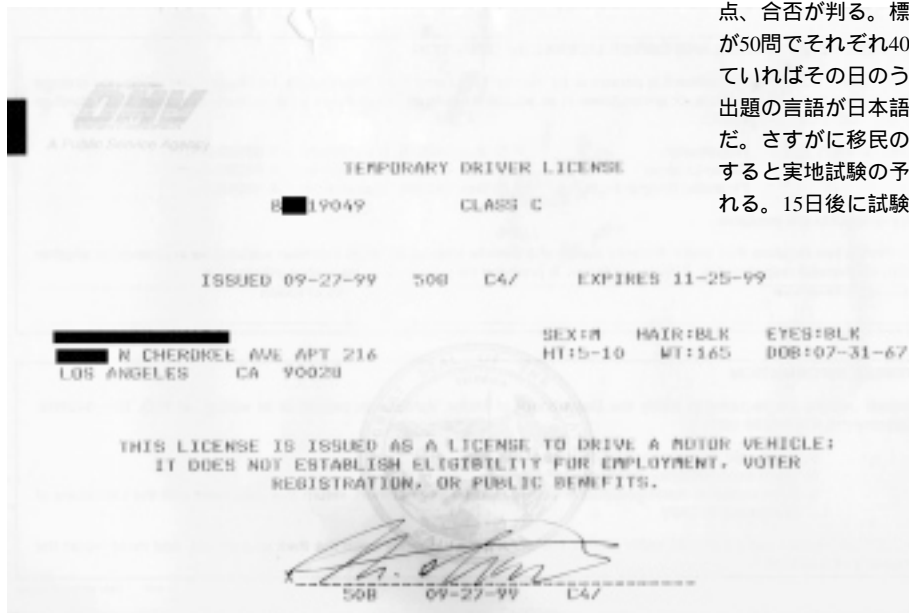 点、合否が判る。標
が50問でそれぞれ40
ていればその日のう
出題の言語が日本語
だ。さすがに移民の
すると実地試験の予
れる。15日後に試験
DMV
A Public Service Agency
TEMPORARY DRIVER LICENSE
B 19049 CLASS C
ISSUED 09-27-99 508 C4/ EXPIRES 11-25-99
SEX:M HAIR:BLK EYES:BLK
N CHEROKEE AVE APT 216 HT:5-10 WT:165 DOB:07-31-67
LOS ANGELES CA 90028
THIS LICENSE IS ISSUED AS A LICENSE TO DRIVE A MOTOR VEHICLE;
IT DOES NOT ESTABLISH ELIGIBILITY FOR EMPLOYMENT, VOTER
REGISTRATION, OR PUBLIC BENEFITS.
X
508 09-27-99 C4/